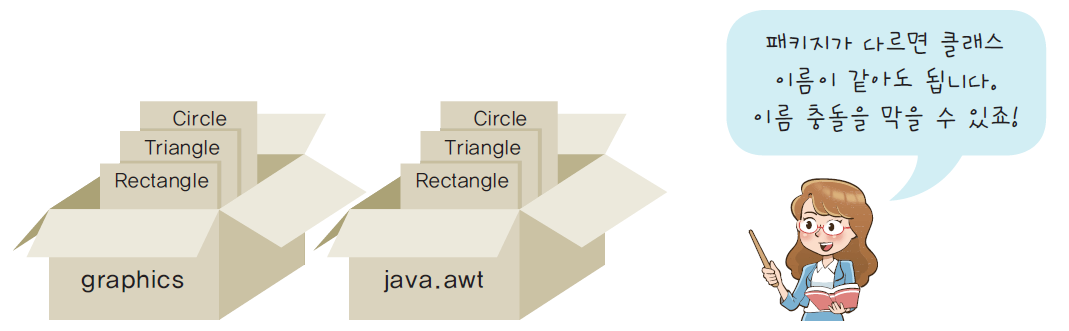 Circle
Triangle
Rectangle
graphics
Circle
Triangle
Rectangle
java.awt
패키지가 다르면 클래스
이름이 같아도 됩니다.
이름 충돌을 막을 수 있죠!